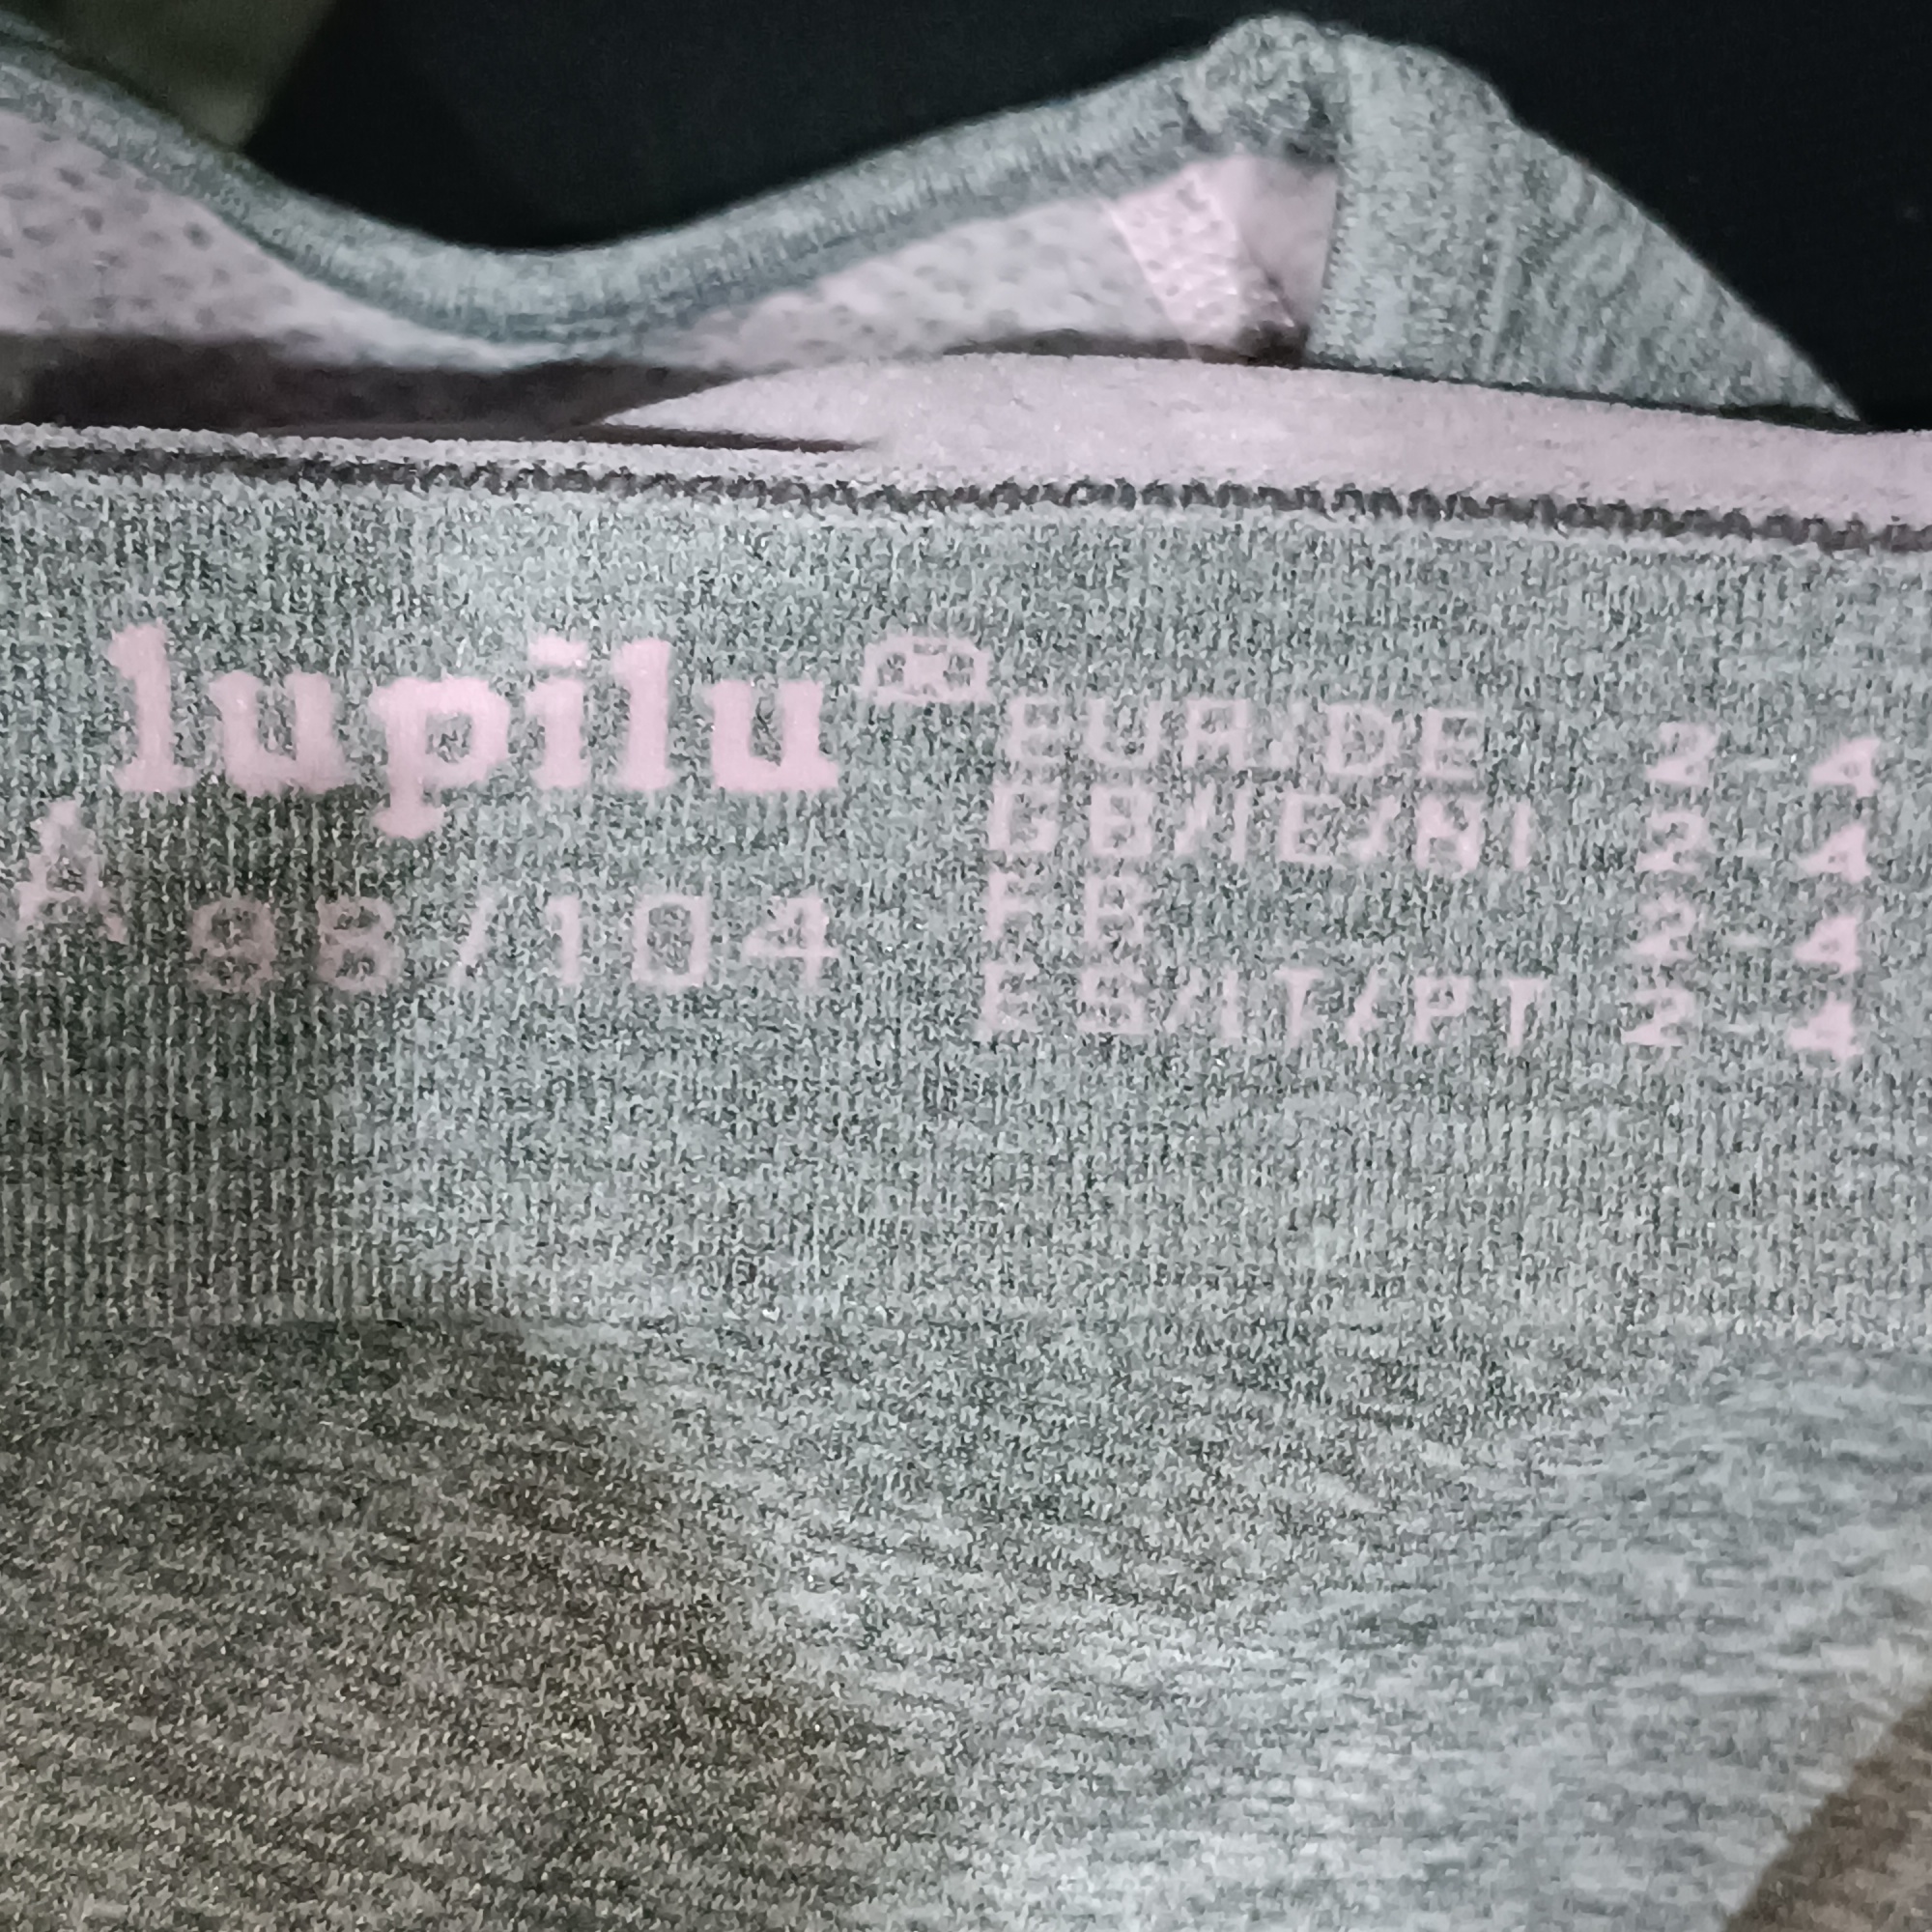 lupilu®
A 98/104
EUR/DE 2-4
GB/IE/NI 2-4
FR 2-4
ES/IT/PT 2-4